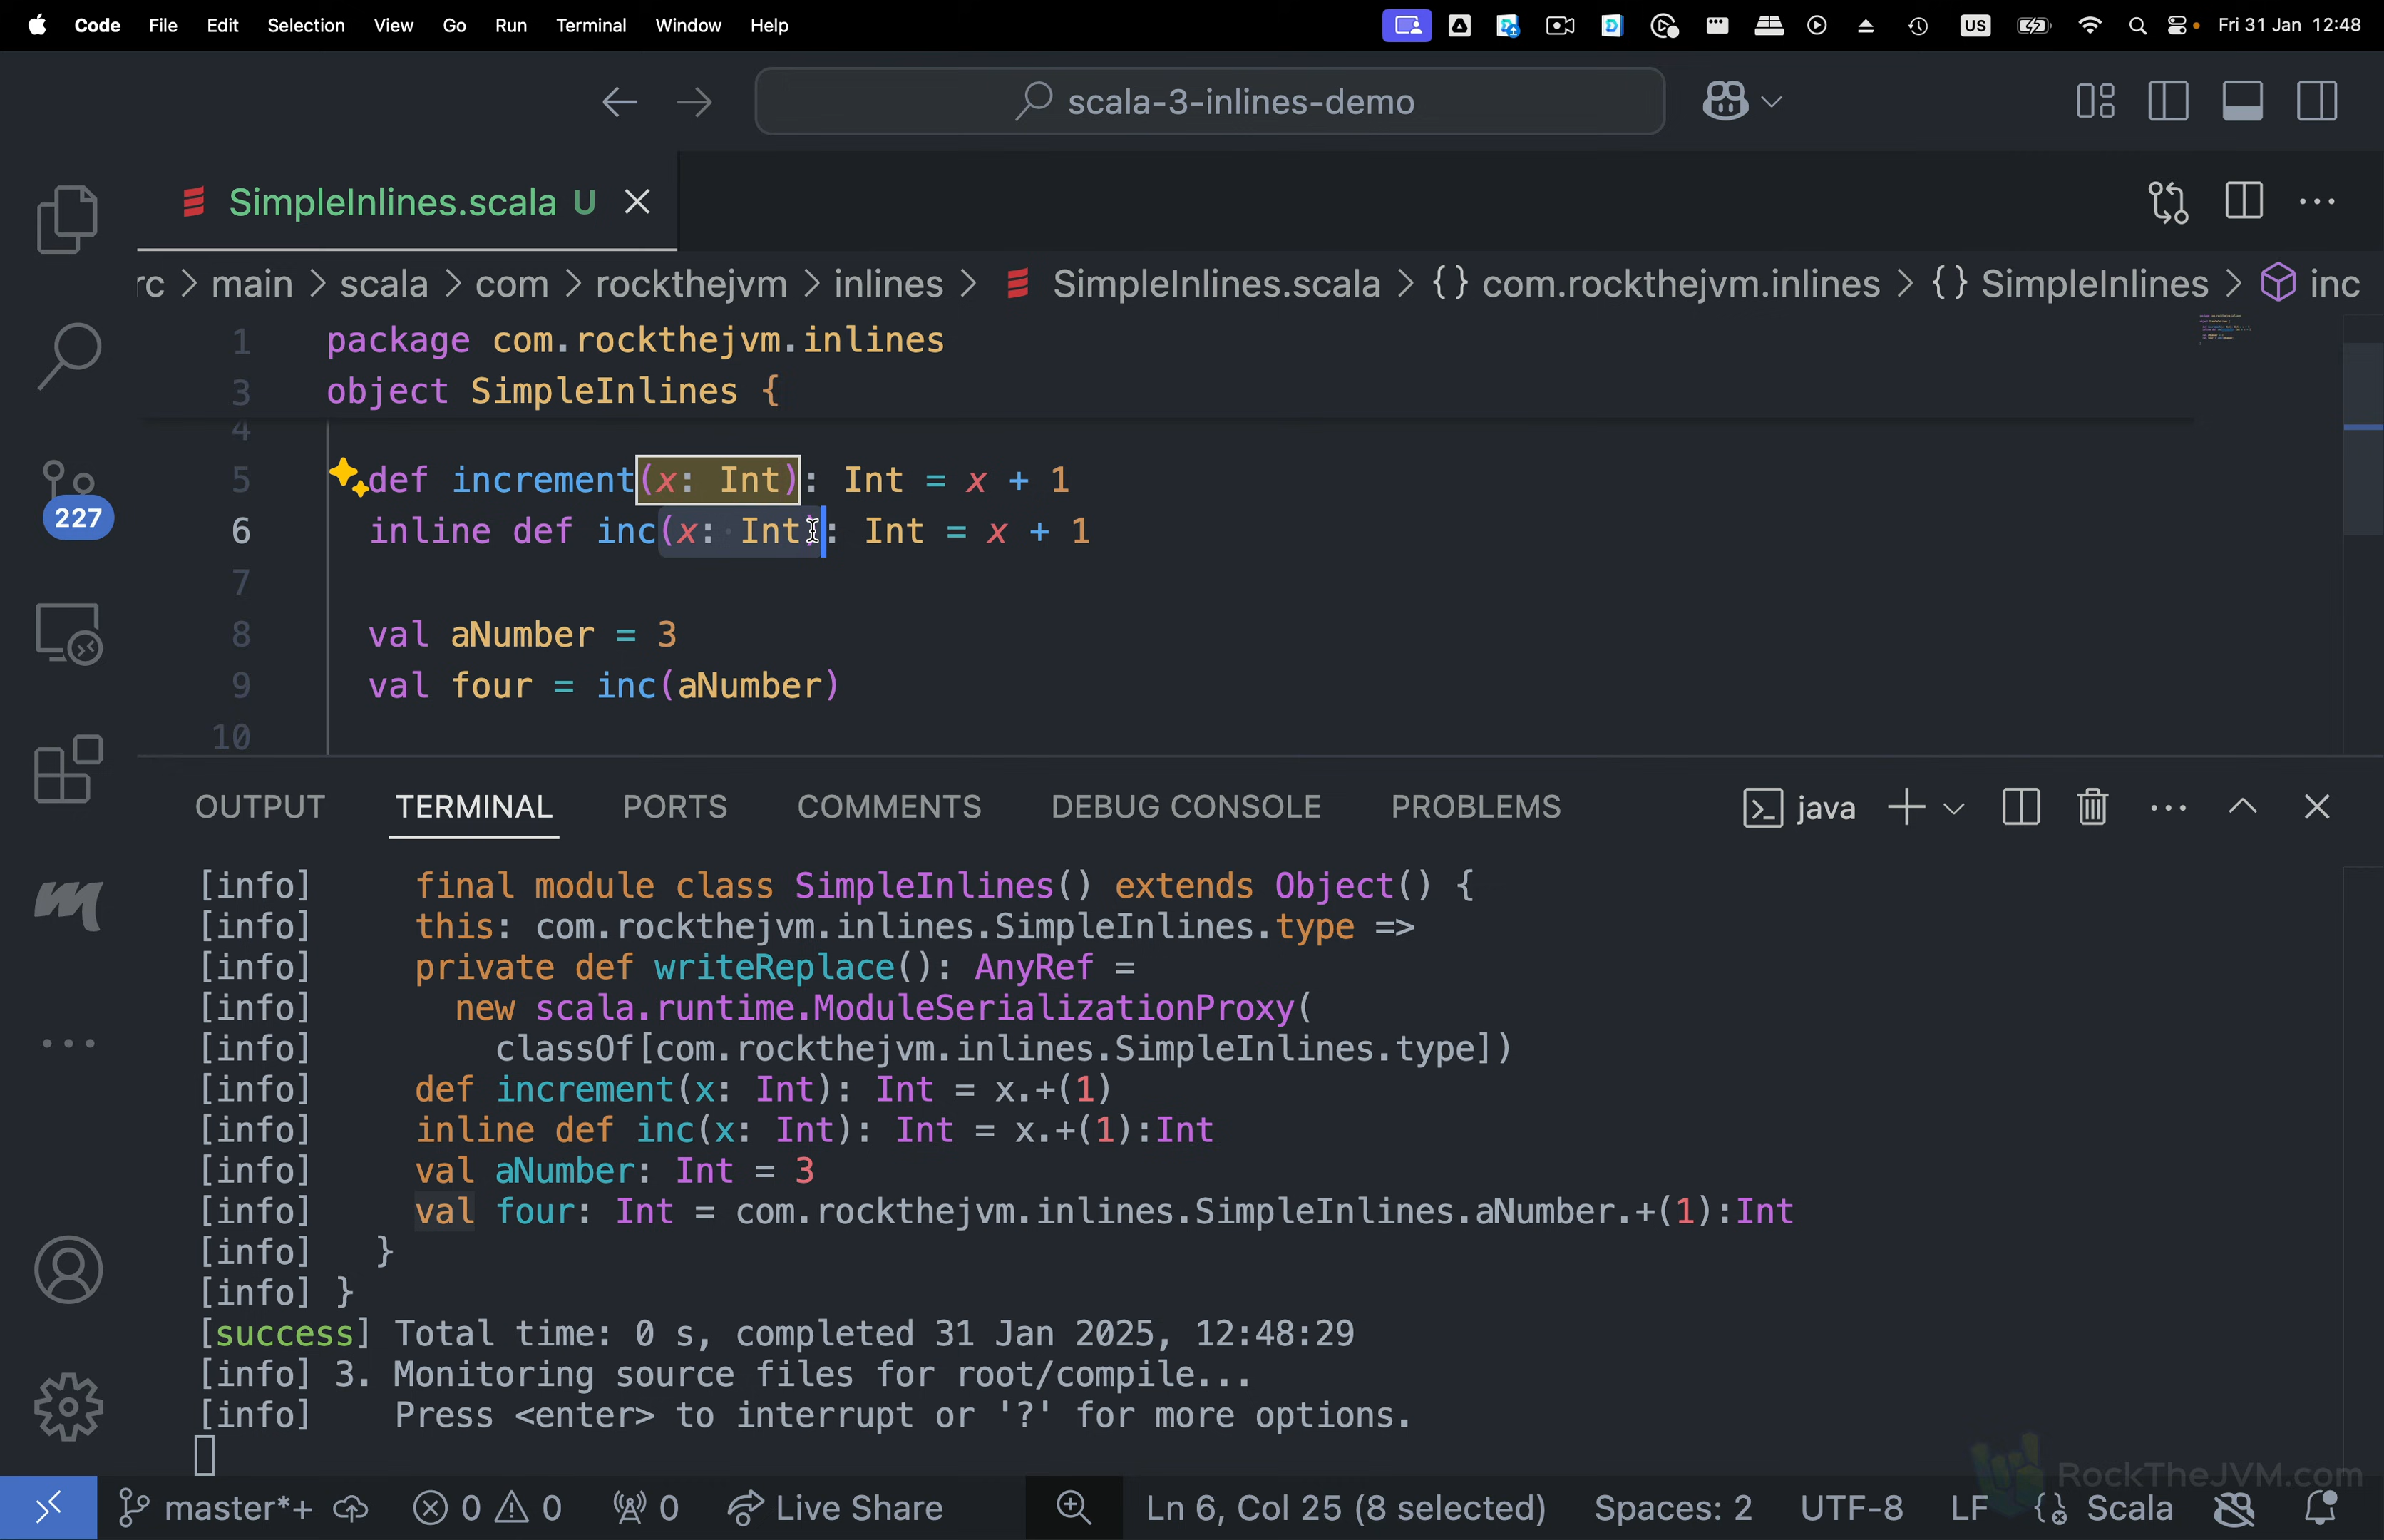 Code File Edit Selection View Go Run Terminal Window Help US Fri 31 Jan 12:48
scala-3-inlines-demo
SimpleInlines.scala U
rc > main > scala > com > rockthejvm > inlines > SimpleInlines.scala > {} com.rockthejvm.inlines > {} SimpleInlines > inc
1 package com.rockthejvm.inlines
3 object SimpleInlines {
4
5 def increment(x: Int): Int = x + 1
6 inline def inc(x: Int): Int = x + 1
7
8 val aNumber = 3
9 val four = inc(aNumber)
10
227
OUTPUT TERMINAL PORTS COMMENTS DEBUG CONSOLE PROBLEMS java
[info] final module class SimpleInlines() extends Object() {
[info] this: com.rockthejvm.inlines.SimpleInlines.type =>
[info] private def writeReplace(): AnyRef =
[info] new scala.runtime.ModuleSerializationProxy(
[info] classOf[com.rockthejvm.inlines.SimpleInlines.type])
[info] def increment(x: Int): Int = x.+(1)
[info] inline def inc(x: Int): Int = x.+(1):Int
[info] val aNumber: Int = 3
[info] val four: Int = com.rockthejvm.inlines.SimpleInlines.aNumber.+(1):Int
[info] }
[info] }
[success] Total time: 0 s, completed 31 Jan 2025, 12:48:29
[info] 3. Monitoring source files for root/compile...
[info] Press <enter> to interrupt or '?' for more options.
RockTheJVM.com
master*+ 0 0 0 Live Share Ln 6, Col 25 (8 selected) Spaces: 2 UTF-8 LF Scala